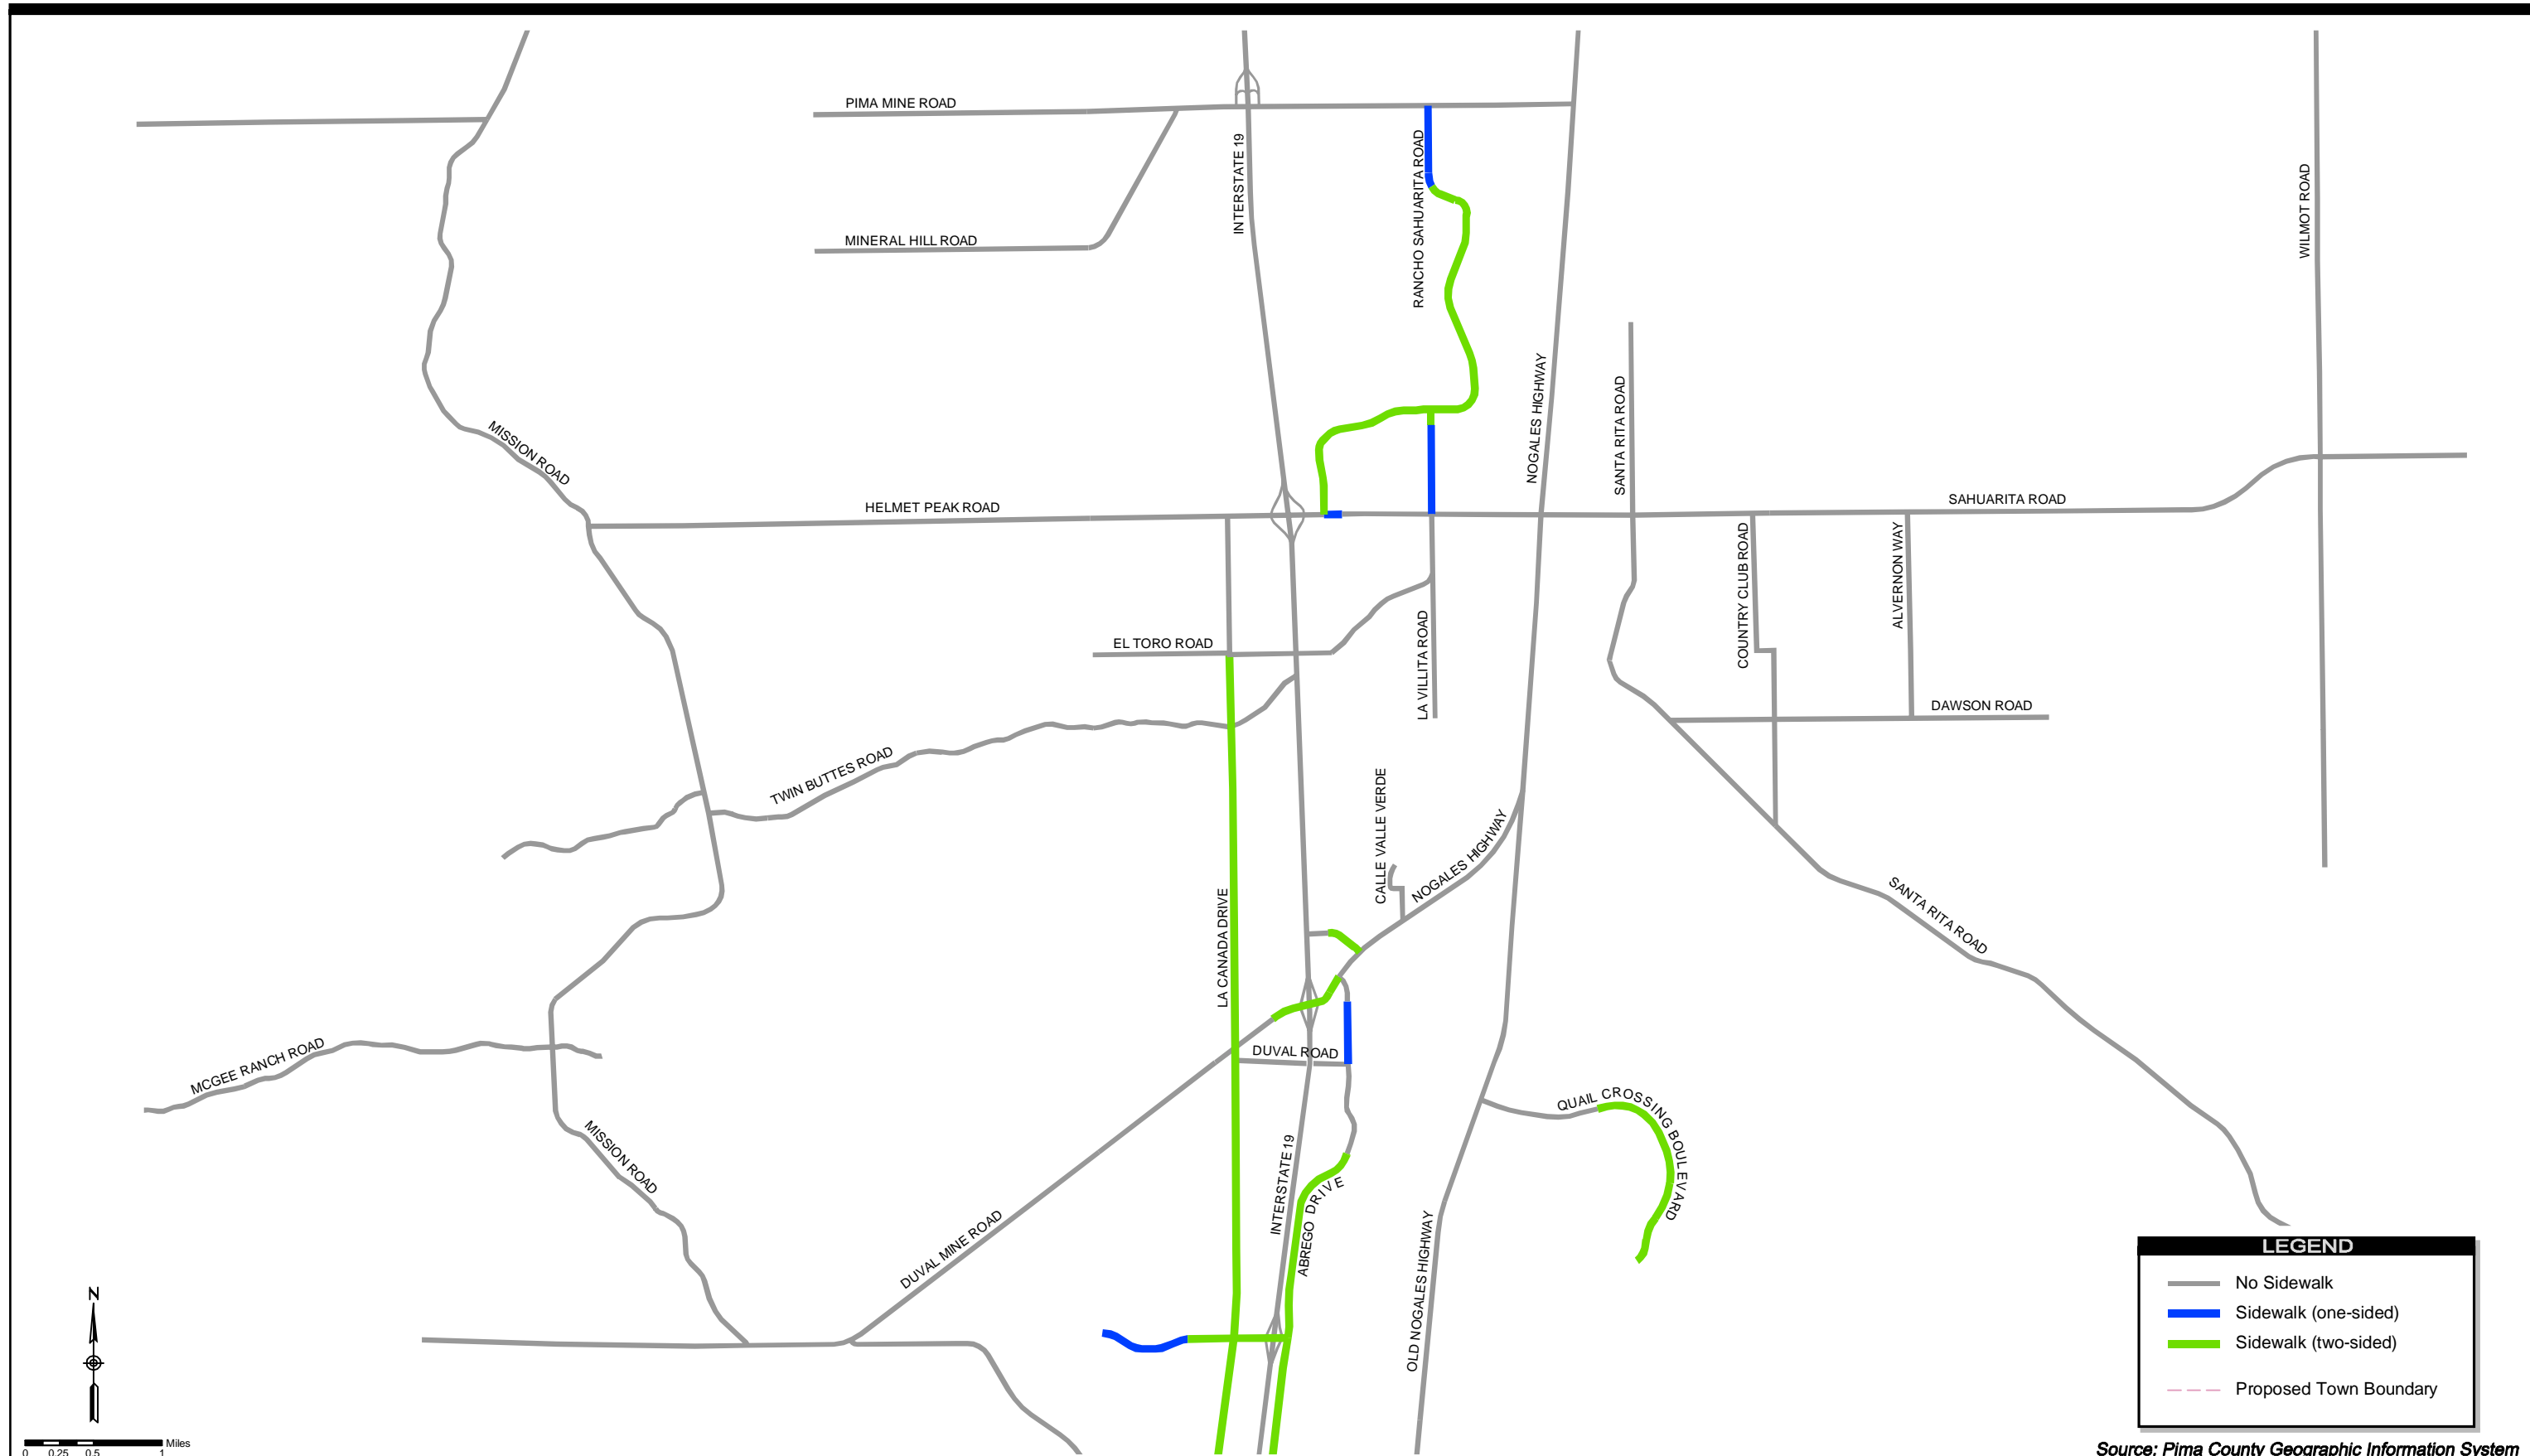 PIMA MINE ROAD
INTERSTATE 19
RANCHO SAHUARITA ROAD
WILMOT ROAD
MINERAL HILL ROAD
NOGALES HIGHWAY
SANTA RITA ROAD
MISSION ROAD
HELMET PEAK ROAD
SAHUARITA ROAD
COUNTRY CLUB ROAD
ALVERNON WAY
EL TORO ROAD
LA VILLITA ROAD
DAWSON ROAD
TWIN BUTTES ROAD
CALLE VALLE VERDE
NOGALES HIGHWAY
LA CANADA DRIVE
SANTA RITA ROAD
MCGEE RANCH ROAD
DUVAL ROAD
QUAIL CROSSING BOULEVARD
MISSION ROAD
INTERSTATE 19
ABREGO DRIVE
DUVAL MINE ROAD
OLD NOGALES HIGHWAY
LEGEND
No Sidewalk
Sidewalk (one-sided)
Sidewalk (two-sided)
Proposed Town Boundary
N
Miles
0 0.25 0.5 1
Source: Pima County Geographic Information System